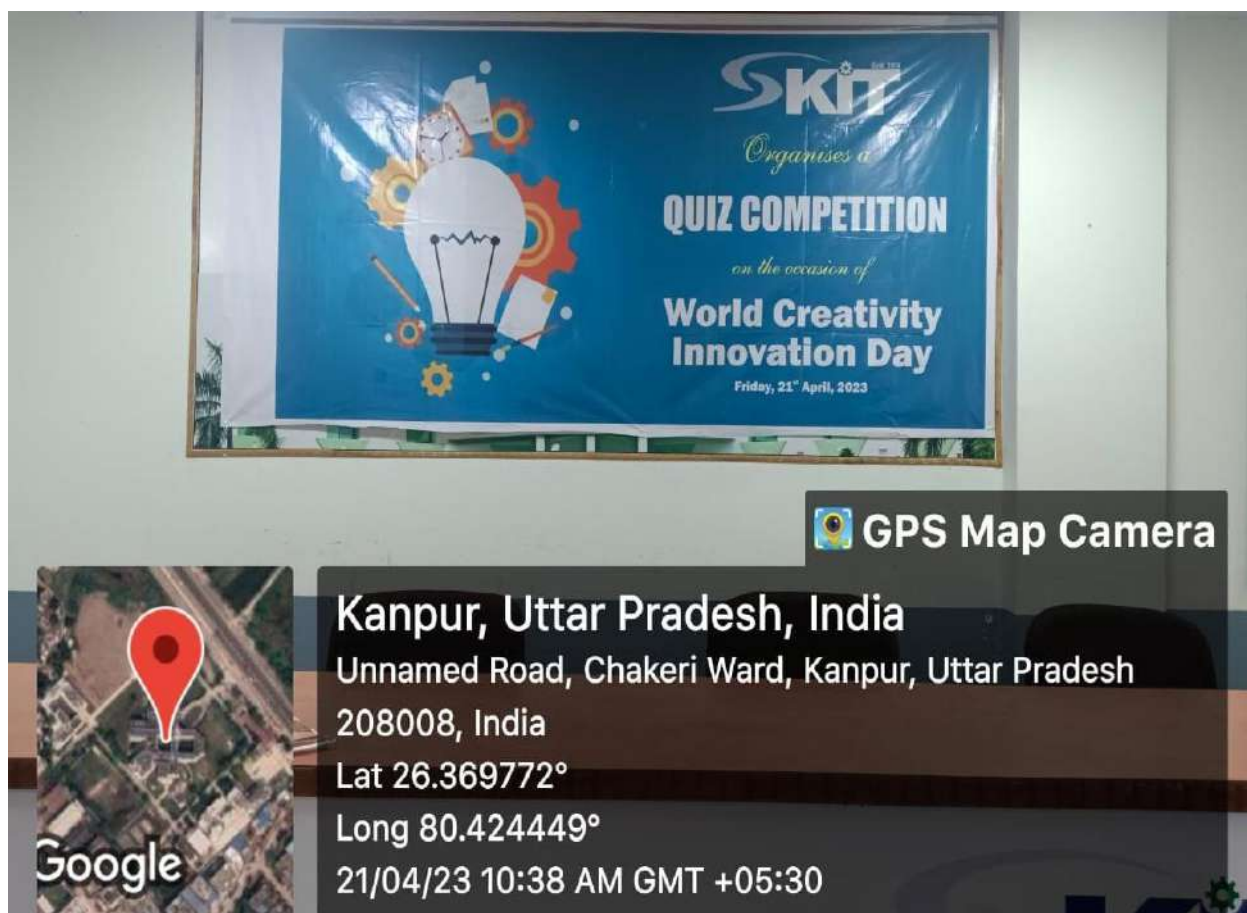 SKIT
Organises a
QUIZ COMPETITION
on the occasion of
World Creativity
Innovation Day
Friday, 21st April, 2023
GPS Map Camera
Kanpur, Uttar Pradesh, India
Unnamed Road, Chakeri Ward, Kanpur, Uttar Pradesh
208008, India
Lat 26.369772°
Long 80.424449°
21/04/23 10:38 AM GMT +05:30
Google